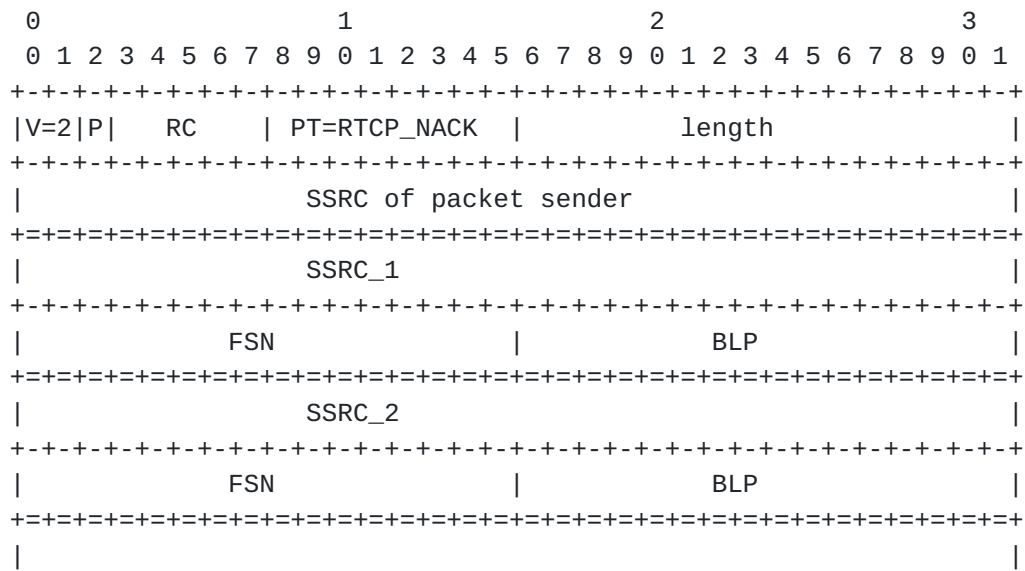 0                   1                   2                   3
 0 1 2 3 4 5 6 7 8 9 0 1 2 3 4 5 6 7 8 9 0 1 2 3 4 5 6 7 8 9 0 1
+-+-+-+-+-+-+-+-+-+-+-+-+-+-+-+-+-+-+-+-+-+-+-+-+-+-+-+-+-+-+-+-+
|V=2|P|   RC    | PT=RTCP_NACK  |          length               |
+-+-+-+-+-+-+-+-+-+-+-+-+-+-+-+-+-+-+-+-+-+-+-+-+-+-+-+-+-+-+-+-+
|                  SSRC of packet sender                        |
+=+=+=+=+=+=+=+=+=+=+=+=+=+=+=+=+=+=+=+=+=+=+=+=+=+=+=+=+=+=+=+=+
|                  SSRC_1                                       |
+-+-+-+-+-+-+-+-+-+-+-+-+-+-+-+-+-+-+-+-+-+-+-+-+-+-+-+-+-+-+-+-+
|             FSN               |            BLP                |
+=+=+=+=+=+=+=+=+=+=+=+=+=+=+=+=+=+=+=+=+=+=+=+=+=+=+=+=+=+=+=+=+
|                  SSRC_2                                       |
+-+-+-+-+-+-+-+-+-+-+-+-+-+-+-+-+-+-+-+-+-+-+-+-+-+-+-+-+-+-+-+-+
|             FSN               |            BLP                |
+=+=+=+=+=+=+=+=+=+=+=+=+=+=+=+=+=+=+=+=+=+=+=+=+=+=+=+=+=+=+=+=+
|                                                               |